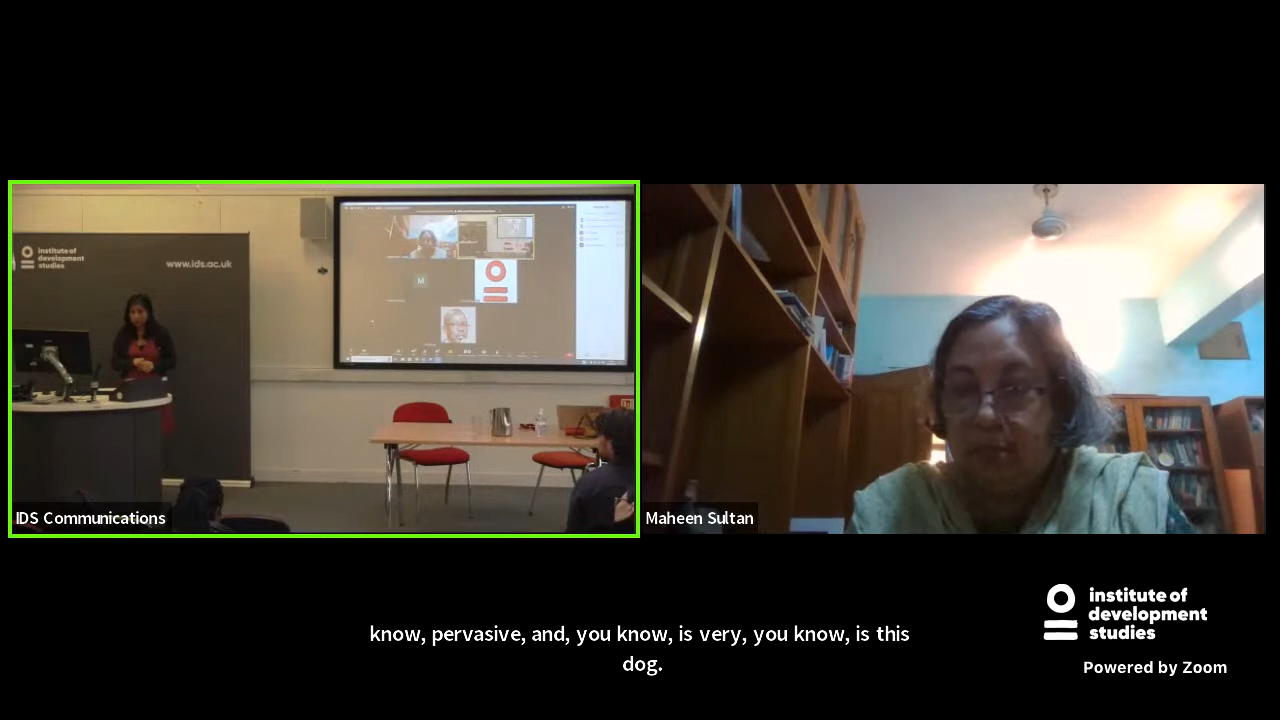 institute of
development
studies
www.ids.ac.uk
M
IDS Communications
Maheen Sultan
know, pervasive, and, you know, is very, you know, is this
dog.
institute of
development
studies
Powered by Zoom